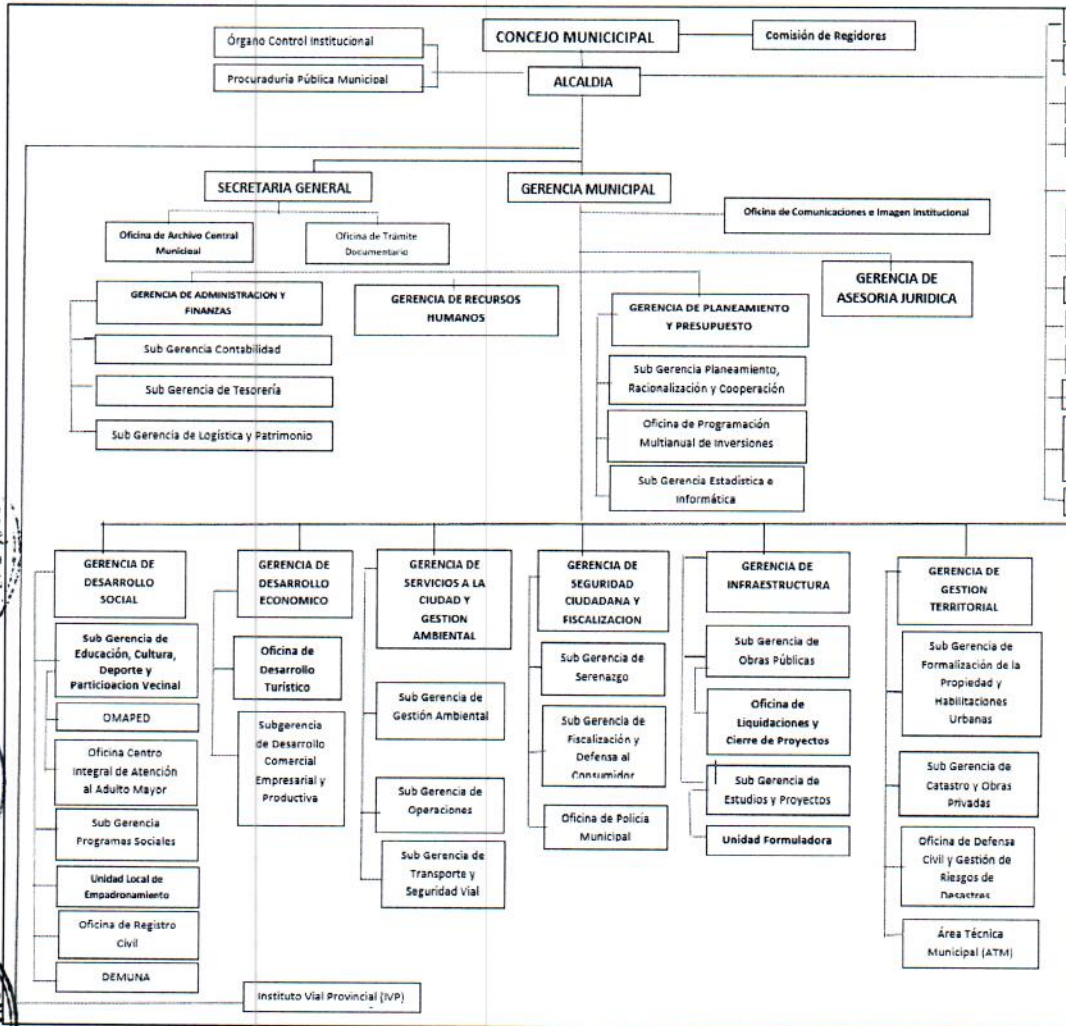 Órgano Control Institucional
CONCEJO MUNICICIPAL
Comisión de Regidores
Procuraduría Pública Municipal
ALCALDIA
SECRETARIA GENERAL
GERENCIA MUNICIPAL
Oficina de Comunicaciones e Imagen Institucional
Oficina de Archivo Central
Municipal
Oficina de Trámite
Documentario
GERENCIA DE
ASESORIA JURIDICA
GERENCIA DE ADMINISTRACION Y
FINANZAS
GERENCIA DE RECURSOS
HUMANOS
GERENCIA DE PLANEAMIENTO
Y PRESUPUESTO
Sub Gerencia Contabilidad
Sub Gerencia de Tesorería
Sub Gerencia de Logística y Patrimonio
Sub Gerencia Planeamiento,
Racionalización y Cooperación
Oficina de Programación
Multianual de Inversiones
Sub Gerencia Estadística e
Informática
GERENCIA DE
DESARROLLO
SOCIAL
Sub Gerencia de
Educación, Cultura,
Deporte y
Participacion Vecinal
OMAPED
Oficina Centro
Integral de Atención
al Adulto Mayor
Sub Gerencia
Programas Sociales
Unidad Local de
Empadronamiento
Oficina de Registro
Civil
DEMUNA
GERENCIA DE
DESARROLLO
ECONOMICO
Oficina de
Desarrollo
Turístico
Subgerencia
de Desarrollo
Comercial
Empresarial y
Productiva
GERENCIA DE
SERVICIOS A LA
CIUDAD Y
GESTION
AMBIENTAL
Sub Gerencia de
Gestión Ambiental
Sub Gerencia de
Operaciones
Sub Gerencia de
Transporte y
Seguridad Vial
GERENCIA DE
SEGURIDAD
CIUDADANA Y
FISCALIZACION
Sub Gerencia de
Serenazgo
Sub Gerencia de
Fiscalización y
Defensa al
Consumidor
Oficina de Policía
Municipal
GERENCIA DE
INFRAESTRUCTURA
Sub Gerencia de
Obras Públicas
Oficina de
Liquidaciones y
Cierre de Proyectos
Sub Gerencia de
Estudios y Proyectos
Unidad Formuladora
GERENCIA DE
GESTION
TERRITORIAL
Sub Gerencia de
Formalización de la
Propiedad y
Habilitaciones
Urbanas
Sub Gerencia de
Catastro y Obras
Privadas
Oficina de Defensa
Civil y Gestión de
Riesgos de
Desastres
Área Técnica
Municipal (ATM)
Instituto Vial Provincial (IVP)